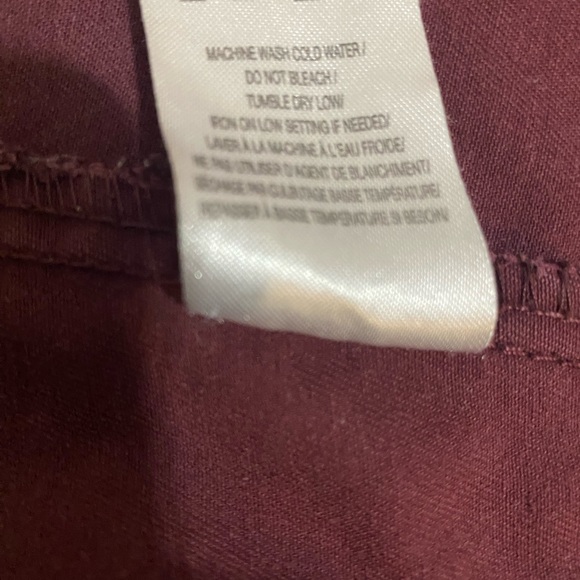 MACHINE WASH COLD WATER/
DO NOT BLEACH/
TUMBLE DRY LOW/
IRON ON LOW SETTING IF NEEDED/
LAVER À LA MACHINE À L'EAU FROIDE/
NE PAS UTILISER D'AGENT DE BLANCHIMENT/
SÉCHAGE PAR CULBUTAGE BASSE TEMPÉRATURE/
REPASSER À BASSE TEMPÉRATURE SI BESOIN/